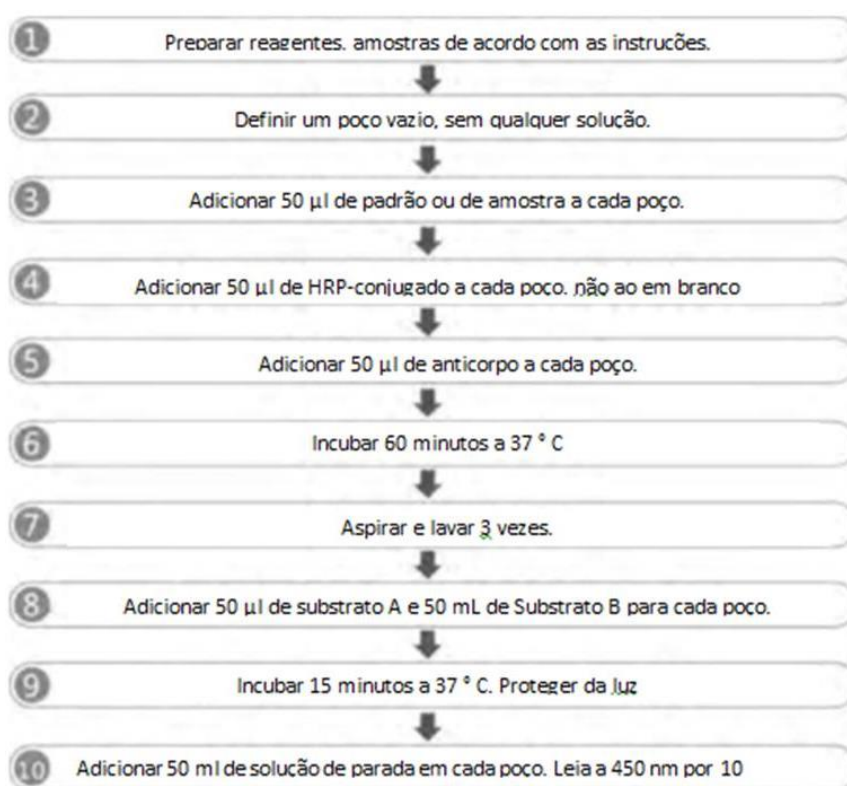 1 Preparar reagentes. amostras de acordo com as instrucões.
2 Definir um poço vazio, sem qualquer solução.
3 Adicionar 50 µl de padrão ou de amostra a cada poço.
4 Adicionar 50 µl de HRP-conjugado a cada poço. não ao em branco
5 Adicionar 50 µl de anticorpo a cada poço.
6 Incubar 60 minutos a 37 ° C
7 Aspirar e lavar 3 vezes.
8 Adicionar 50 µl de substrato A e 50 mL de Substrato B para cada poço.
9 Incubar 15 minutos a 37 ° C. Proteger da luz
10 Adicionar 50 ml de solução de parada em cada poço. Leia a 450 nm por 10